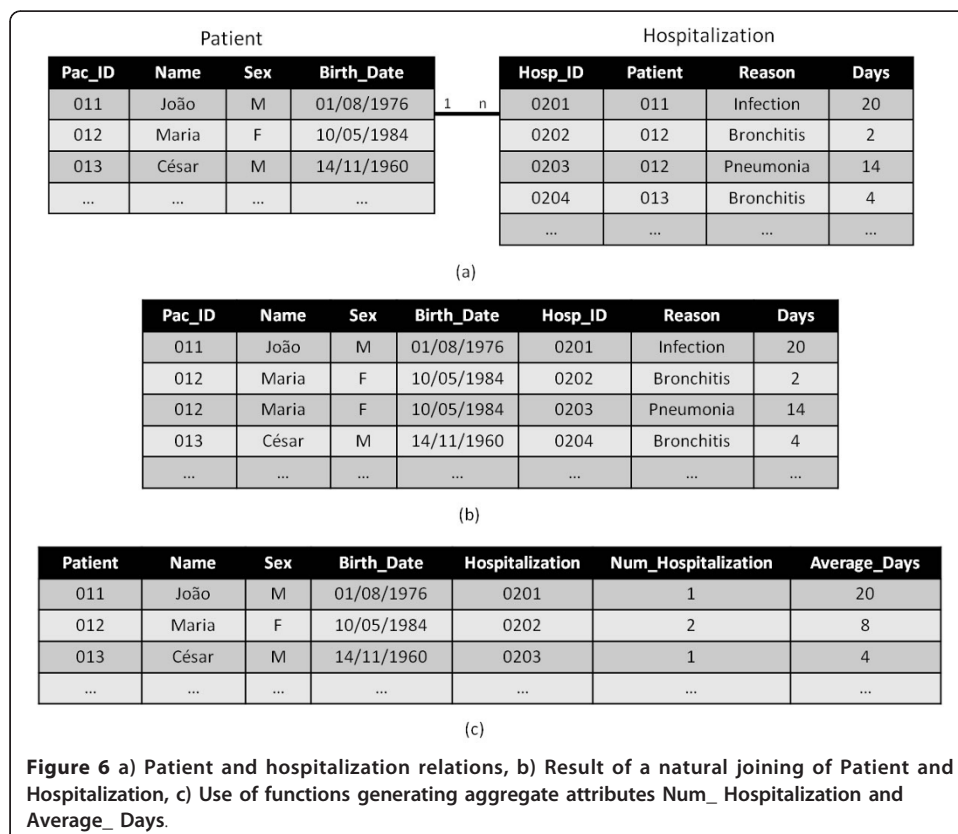 Patient
Hospitalization
Pac_ID Name Sex Birth_Date
011 João M 01/08/1976
012 Maria F 10/05/1984
013 César M 14/11/1960
... ... ... ...
1 n
Hosp_ID Patient Reason Days
0201 011 Infection 20
0202 012 Bronchitis 2
0203 012 Pneumonia 14
0204 013 Bronchitis 4
... ... ... ...
(a)
Pac_ID Name Sex Birth_Date Hosp_ID Reason Days
011 João M 01/08/1976 0201 Infection 20
012 Maria F 10/05/1984 0202 Bronchitis 2
012 Maria F 10/05/1984 0203 Pneumonia 14
013 César M 14/11/1960 0204 Bronchitis 4
... ... ... ... ... ... ...
(b)
Patient Name Sex Birth_Date Hospitalization Num_Hospitalization Average_Days
011 João M 01/08/1976 0201 1 20
012 Maria F 10/05/1984 0202 2 8
013 César M 14/11/1960 0203 1 4
... ... ... ... ... ... ...
(c)
Figure 6 a) Patient and hospitalization relations, b) Result of a natural joining of Patient and
Hospitalization, c) Use of functions generating aggregate attributes Num_ Hospitalization and
Average_ Days.